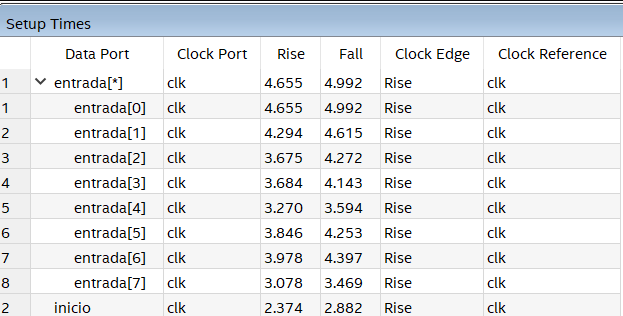 Setup Times
Data Port Clock Port Rise Fall Clock Edge Clock Reference
1 entrada[*] clk 4.655 4.992 Rise clk
1 entrada[0] clk 4.655 4.992 Rise clk
2 entrada[1] clk 4.294 4.615 Rise clk
3 entrada[2] clk 3.675 4.272 Rise clk
4 entrada[3] clk 3.684 4.143 Rise clk
5 entrada[4] clk 3.270 3.594 Rise clk
6 entrada[5] clk 3.846 4.253 Rise clk
7 entrada[6] clk 3.978 4.397 Rise clk
8 entrada[7] clk 3.078 3.469 Rise clk
2 inicio clk 2.374 2.882 Rise clk